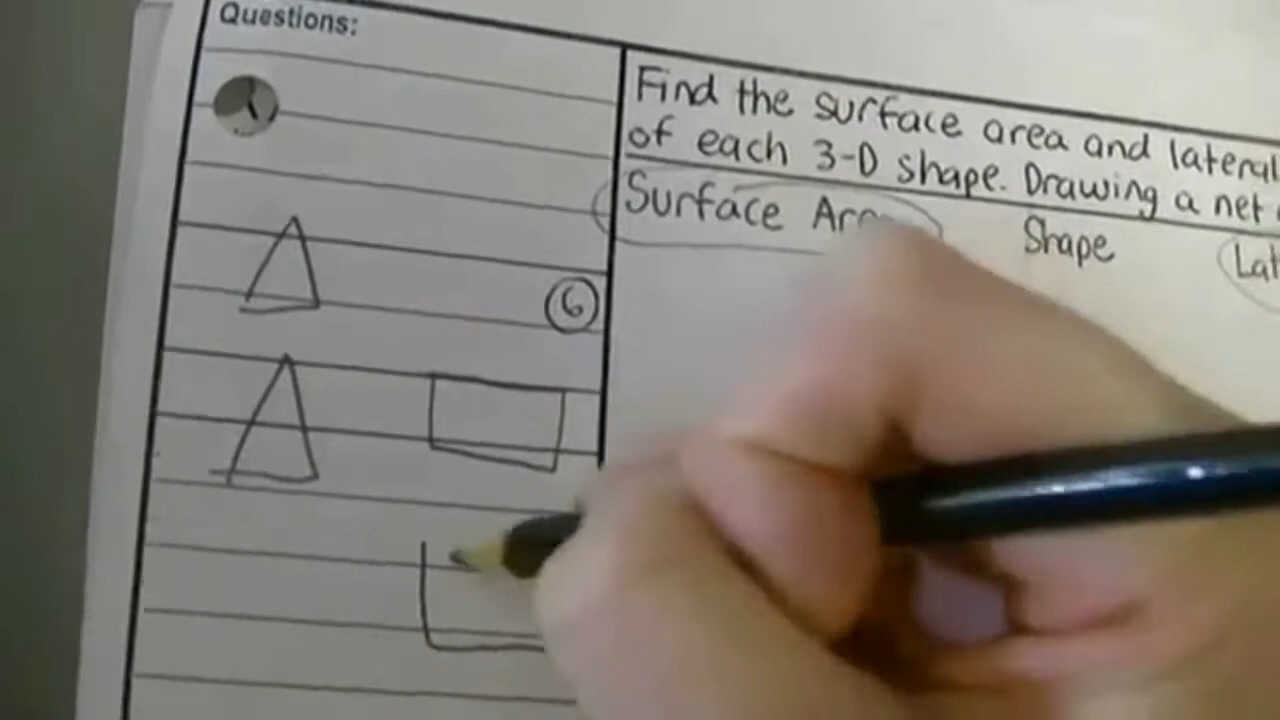 Questions:
Find the surface area and lateral
of each 3-D shape. Drawing a net
Surface
Shape
6